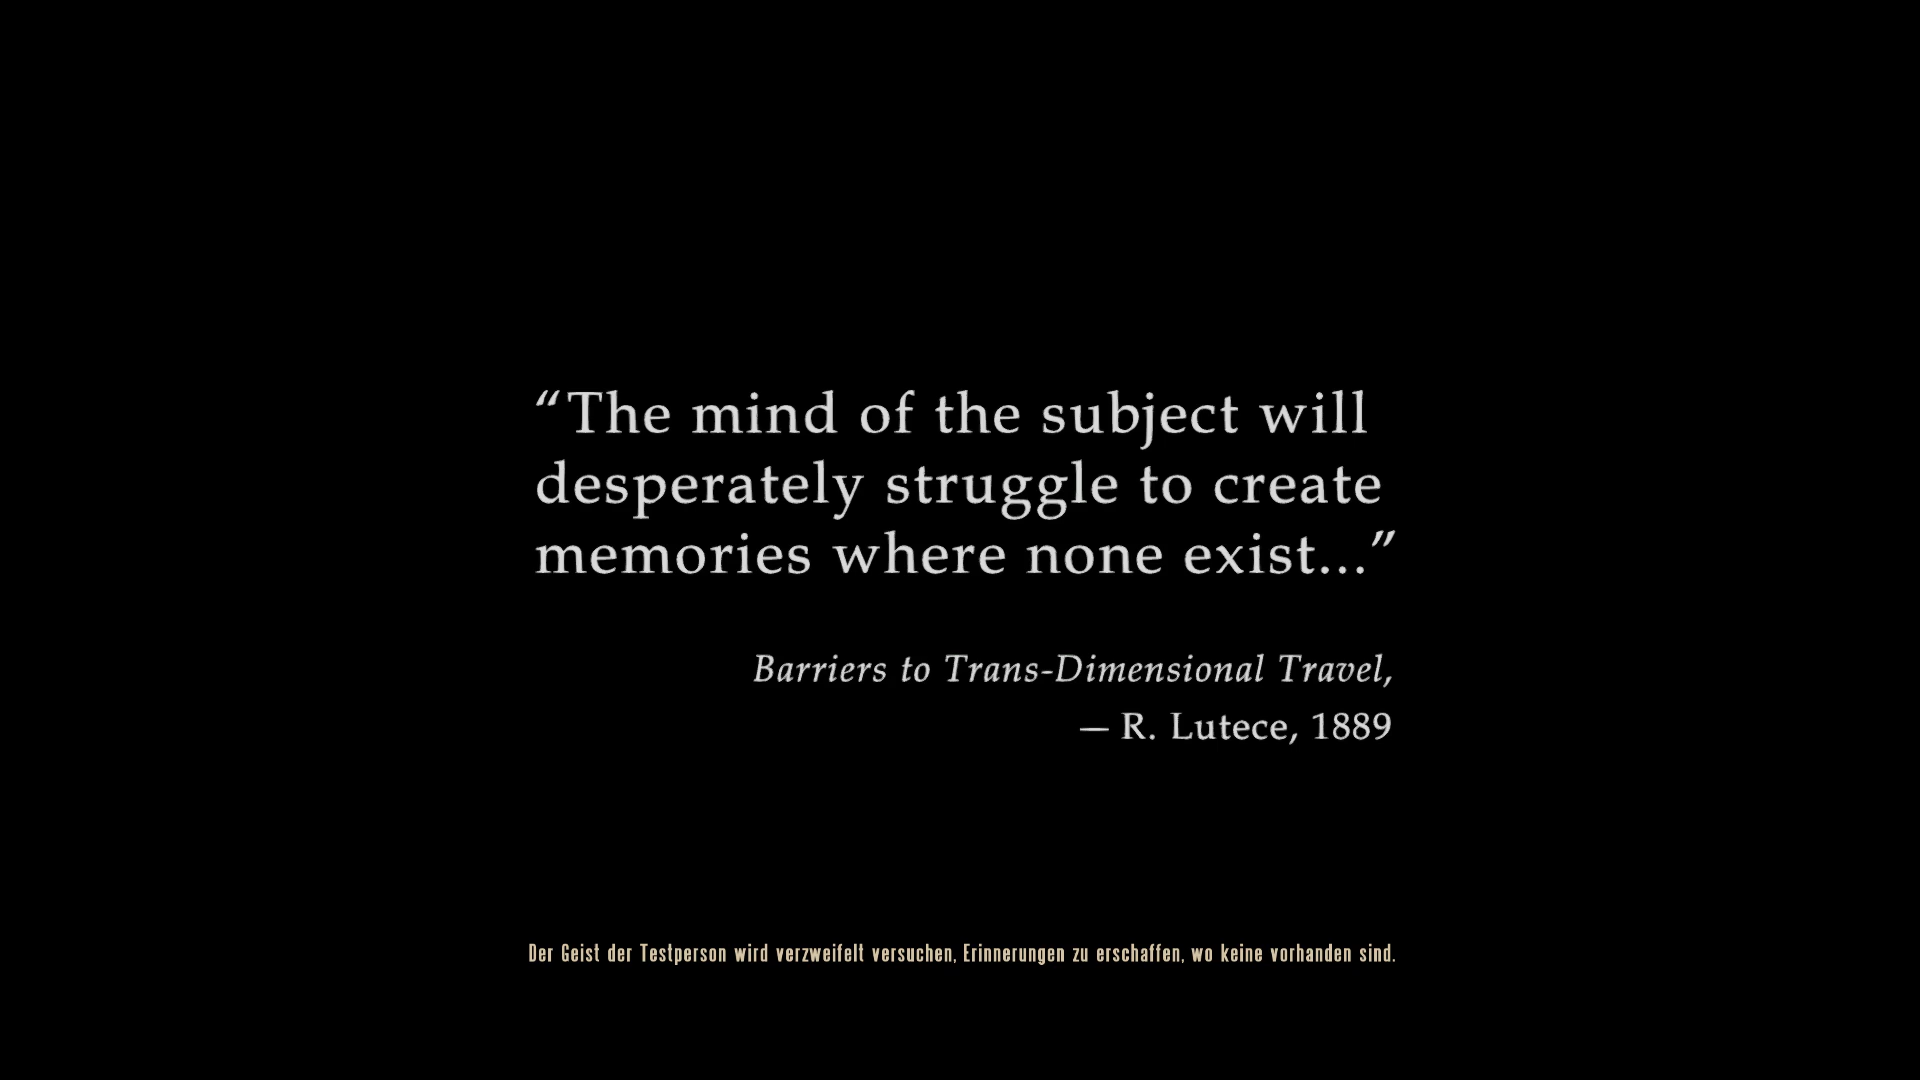 “The mind of the subject will
desperately struggle to create
memories where none exist...”
Barriers to Trans-Dimensional Travel,
— R. Lutece, 1889
Der Geist der Testperson wird verzweifelt versuchen, Erinnerungen zu erschaffen, wo keine vorhanden sind.